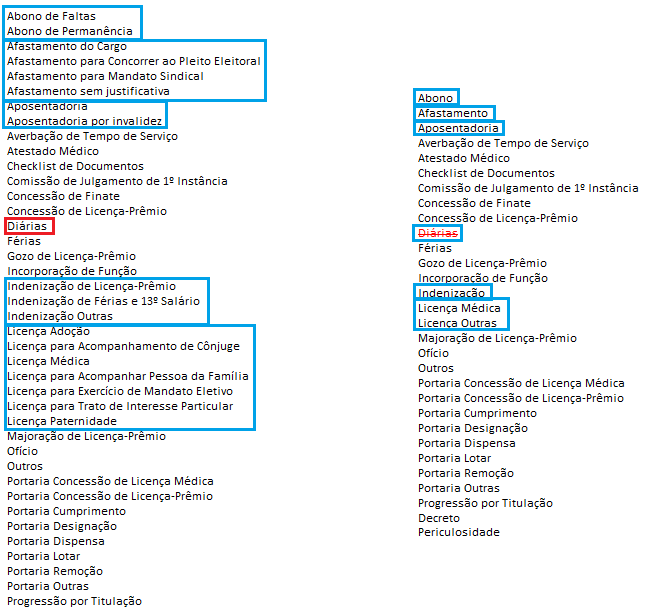 Abono de Faltas
Abono de Permanência
Afastamento do Cargo
Afastamento para Concorrer ao Pleito Eleitoral
Afastamento para Mandato Sindical
Afastamento sem justificativa
Aposentadoria
Aposentadoria por invalidez
Averbação de Tempo de Serviço
Atestado Médico
Checklist de Documentos
Comissão de Julgamento de 1º Instância
Concessão de Finate
Concessão de Licença-Prêmio
Diárias
Férias
Gozo de Licença-Prêmio
Incorporação de Função
Indenização de Licença-Prêmio
Indenização de Férias e 13º Salário
Indenização Outras
Licença Adoção
Licença para Acompanhamento de Cônjuge
Licença Médica
Licença para Acompanhar Pessoa da Família
Licença para Exercício de Mandato Eletivo
Licença para Trato de Interesse Particular
Licença Paternidade
Majoração de Licença-Prêmio
Ofício
Outros
Portaria Concessão de Licença Médica
Portaria Concessão de Licença-Prêmio
Portaria Cumprimento
Portaria Designação
Portaria Dispensa
Portaria Lotar
Portaria Remoção
Portaria Outras
Progressão por Titulação
Abono
Afastamento
Aposentadoria
Averbação de Tempo de Serviço
Atestado Médico
Checklist de Documentos
Comissão de Julgamento de 1º Instância
Concessão de Finate
Concessão de Licença-Prêmio
Diárias
Férias
Gozo de Licença-Prêmio
Incorporação de Função
Indenização
Licença Médica
Licença Outras
Majoração de Licença-Prêmio
Ofício
Outros
Portaria Concessão de Licença Médica
Portaria Concessão de Licença-Prêmio
Portaria Cumprimento
Portaria Designação
Portaria Dispensa
Portaria Lotar
Portaria Remoção
Portaria Outras
Progressão por Titulação
Decreto
Periculosidade